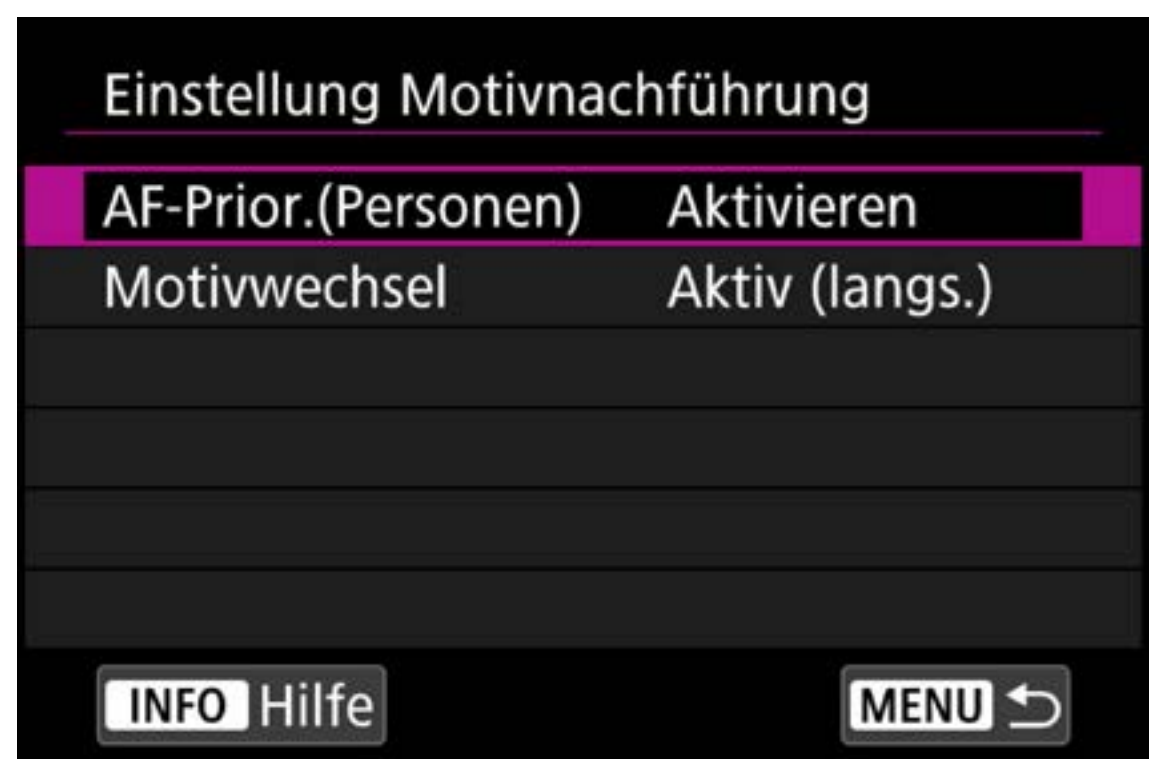 Einstellung Motivnachführung
AF-Prior.(Personen) Aktivieren
Motivwechsel Aktiv (langs.)
INFO Hilfe MENU